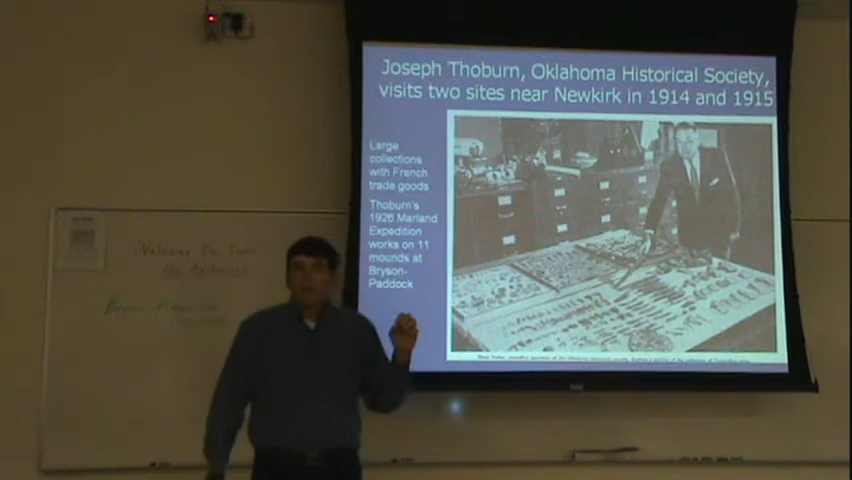 Joseph Thoburn, Oklahoma Historical Society,
visits two sites near Newkirk in 1914 and 1915
Large
collections
with French
trade goods
Thoburn's
1926 Marland
Expedition
works on 11
mounds at
Bryson-
Paddock
Welcome